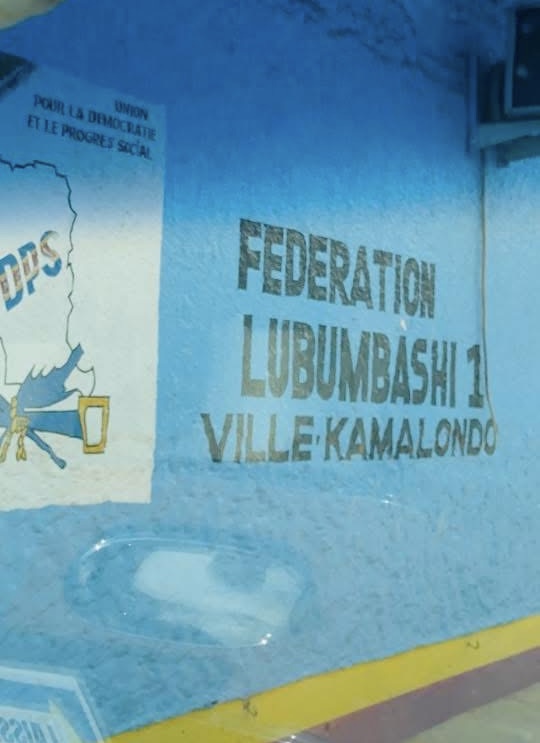 UNION
POUR LA DEMOCRATIE
ET LE PROGRES SOCIAL
DPS
FEDERATION
LUBUMBASHI 1
VILLE-KAMALONDO